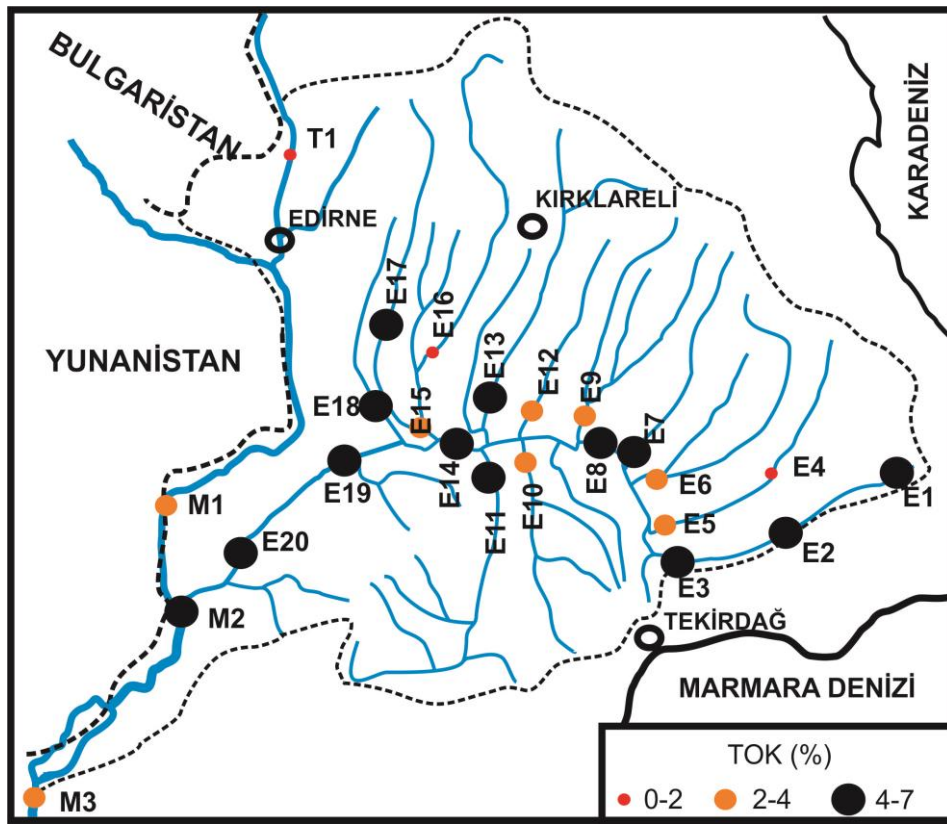 BULGARİSTAN
KARADENİZ
T1
EDİRNE
KIRKLARELİ
YUNANİSTAN
E17
E16
E13
E12
E9
E18
E15
E7
E14
E8
E19
E11
E10
E6
E4
E1
M1
E5
E2
E20
E3
M2
TEKİRDAĞ
MARMARA DENİZİ
TOK (%)
0-2 2-4 4-7
M3